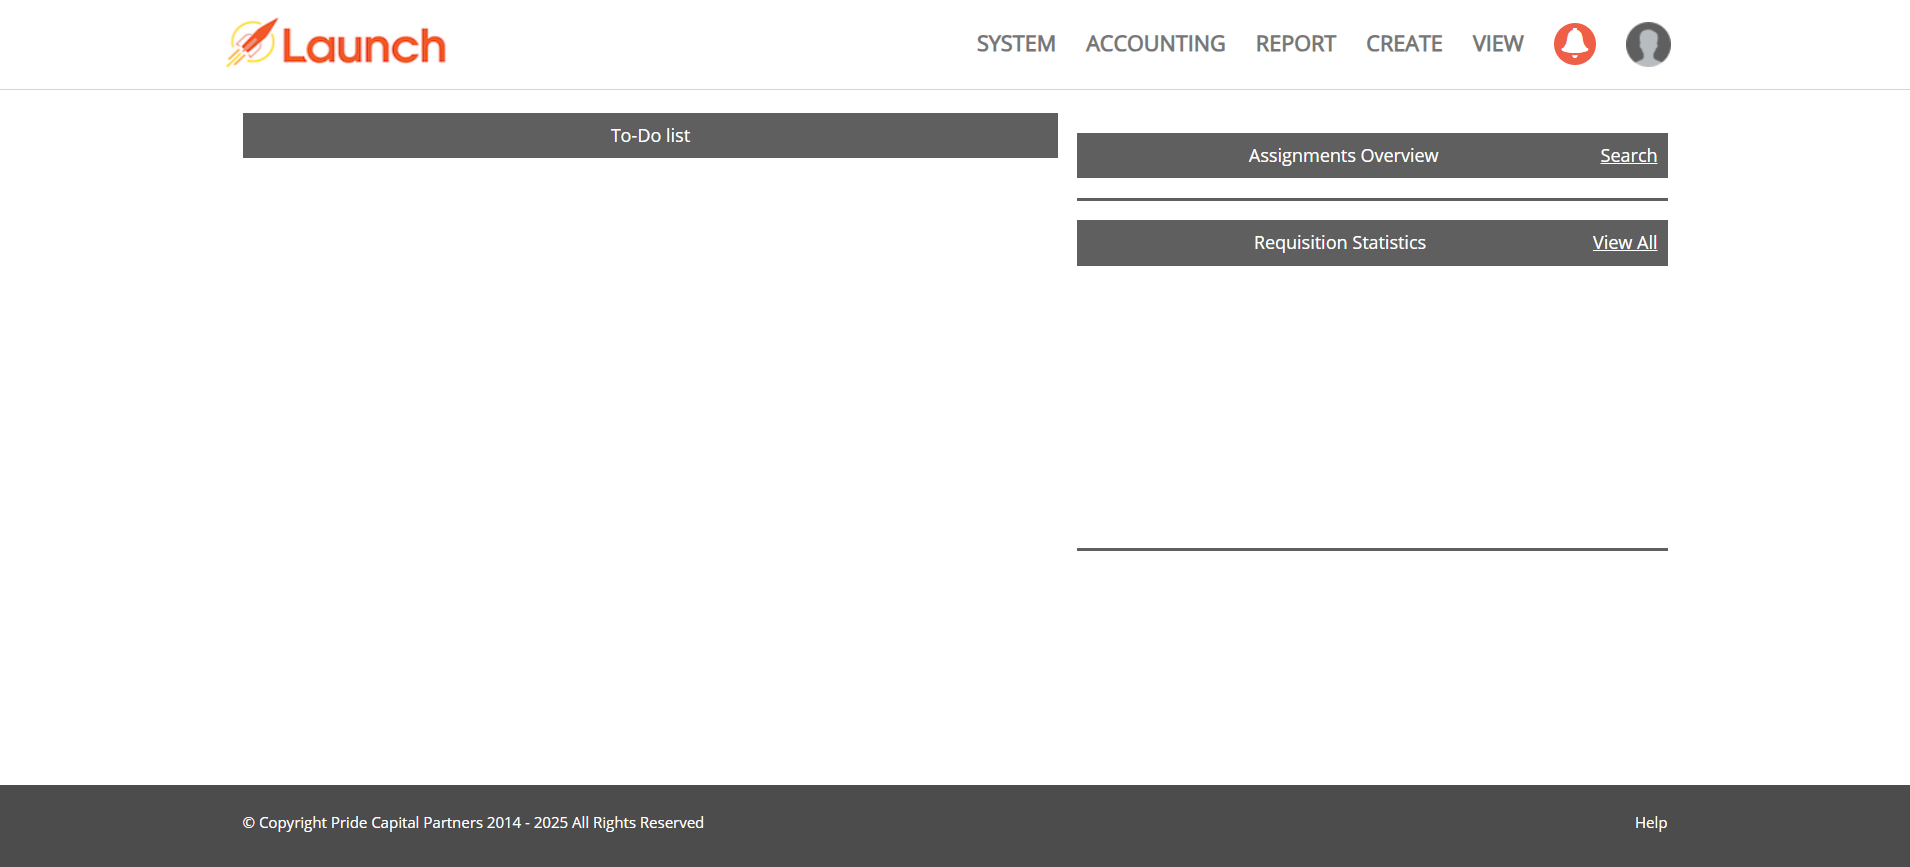 Launch
SYSTEM ACCOUNTING REPORT CREATE VIEW
To-Do list
Assignments Overview Search
Requisition Statistics View All
© Copyright Pride Capital Partners 2014 - 2025 All Rights Reserved
Help